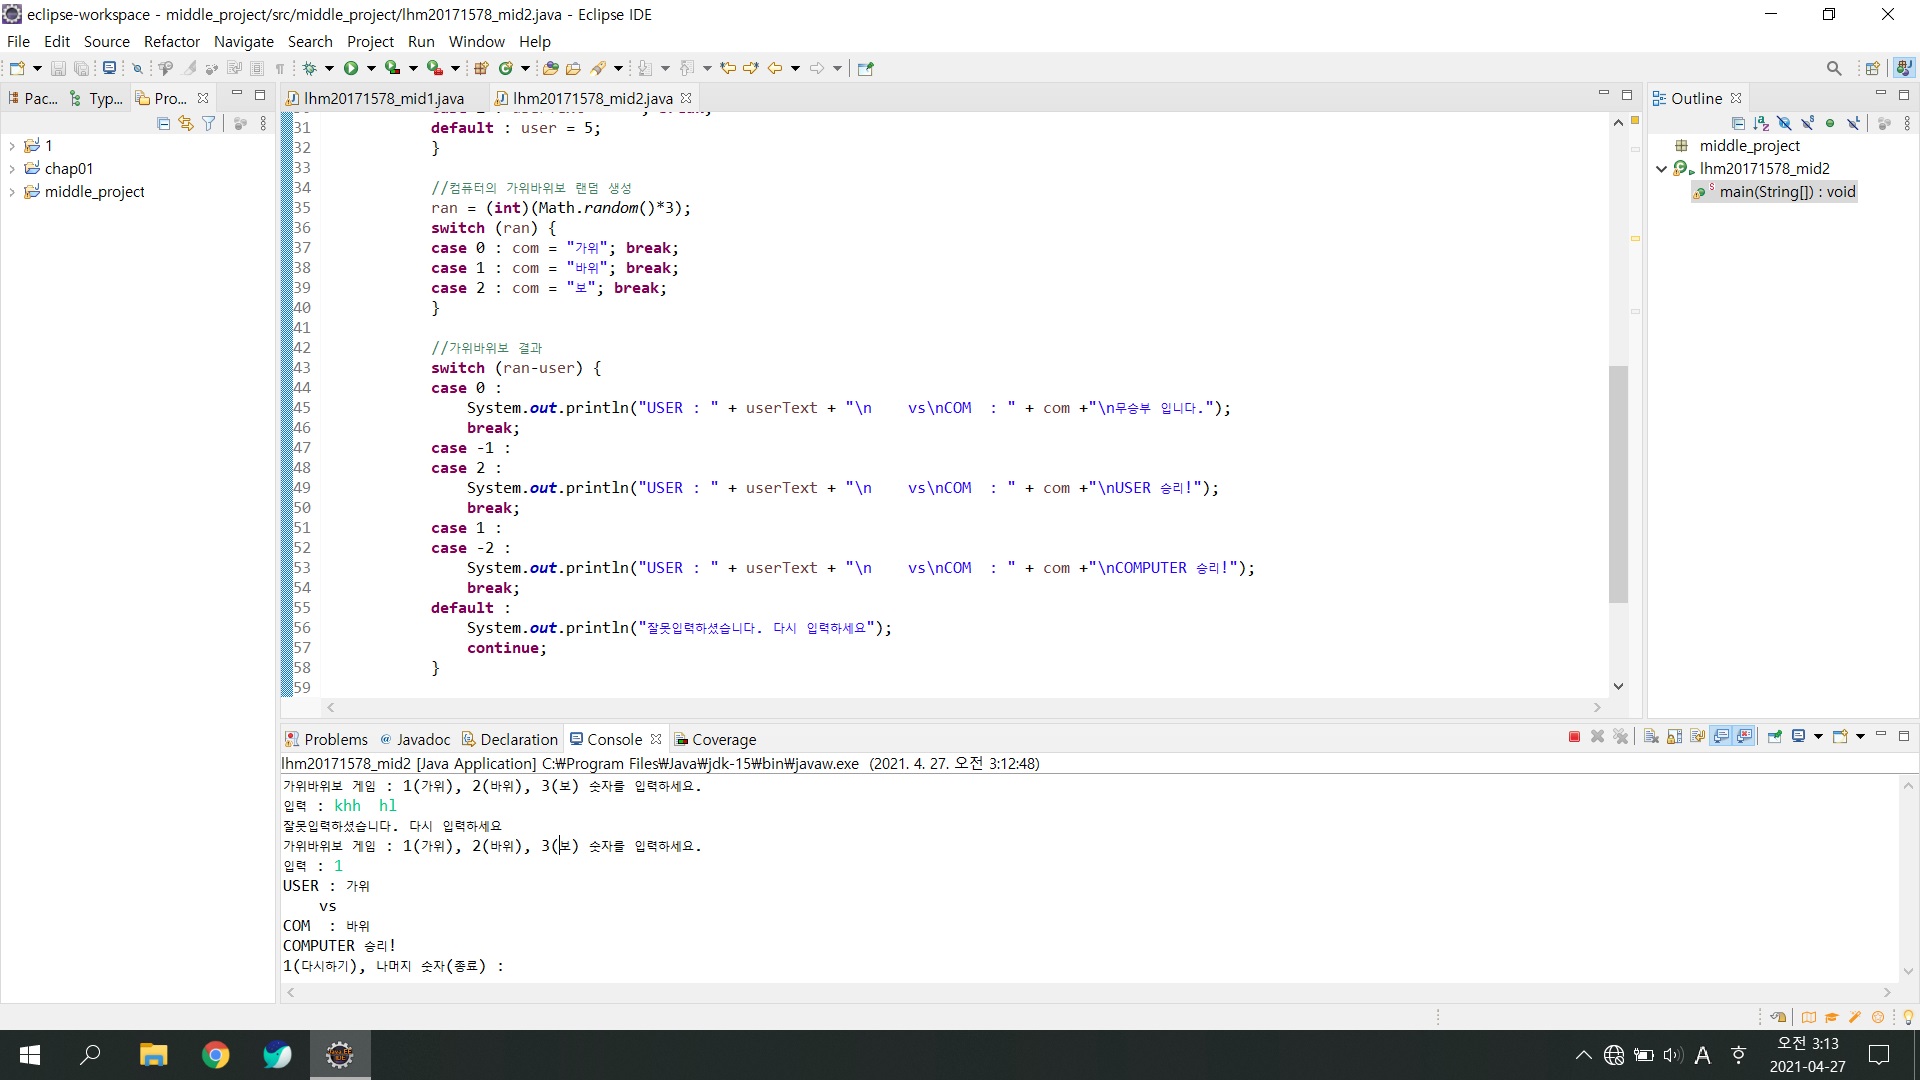 eclipse-workspace - middle_project/src/middle_project/lhm20171578_mid2.java - Eclipse IDE
File Edit Source Refactor Navigate Search Project Run Window Help
Pac... Typ... Pro...
lhm20171578_mid1.java lhm20171578_mid2.java
Outline
1
chap01
middle_project
middle_project
lhm20171578_mid2
main(String[]) : void
31 default : user = 5;
32 }
33
34 //컴퓨터의 가위바위보 랜덤 생성
35 ran = (int)(Math.random()*3);
36 switch (ran) {
37 case 0 : com = "가위"; break;
38 case 1 : com = "바위"; break;
39 case 2 : com = "보"; break;
40 }
41
42 //가위바위보 결과
43 switch (ran-user) {
44 case 0 :
45 System.out.println("USER : " + userText + "\n    vs\nCOM  : " + com +"\n무승부 입니다.");
46 break;
47 case -1 :
48 case 2 :
49 System.out.println("USER : " + userText + "\n    vs\nCOM  : " + com +"\nUSER 승리!");
50 break;
51 case 1 :
52 case -2 :
53 System.out.println("USER : " + userText + "\n    vs\nCOM  : " + com +"\nCOMPUTER 승리!");
54 break;
55 default :
56 System.out.println("잘못입력하셨습니다. 다시 입력하세요");
57 continue;
58 }
59
Problems Javadoc Declaration Console Coverage
lhm20171578_mid2 [Java Application] C:₩Program Files₩Java₩jdk-15₩bin₩javaw.exe (2021. 4. 27. 오전 3:12:48)
가위바위보 게임 : 1(가위), 2(바위), 3(보) 숫자를 입력하세요.
입력 : khh  hl
잘못입력하셨습니다. 다시 입력하세요
가위바위보 게임 : 1(가위), 2(바위), 3(보) 숫자를 입력하세요.
입력 : 1
USER : 가위
vs
COM  : 바위
COMPUTER 승리!
1(다시하기), 나머지 숫자(종료) :
A
오전 3:13
2021-04-27